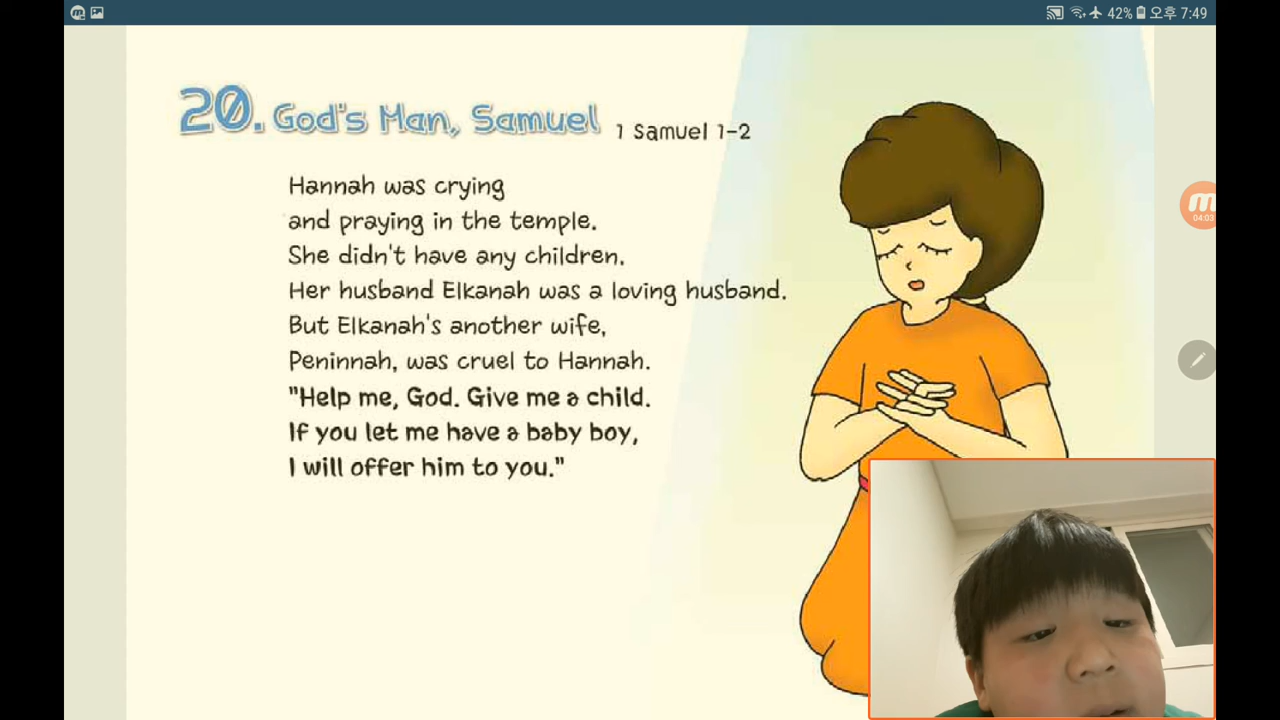 42% 오후 7:49
20. God's Man, Samuel 1 Samuel 1-2
Hannah was crying
and praying in the temple.
She didn't have any children.
Her husband Elkanah was a loving husband.
But Elkanah's another wife,
Peninnah, was cruel to Hannah.
"Help me, God. Give me a child.
If you let me have a baby boy,
I will offer him to you."
m
04:03